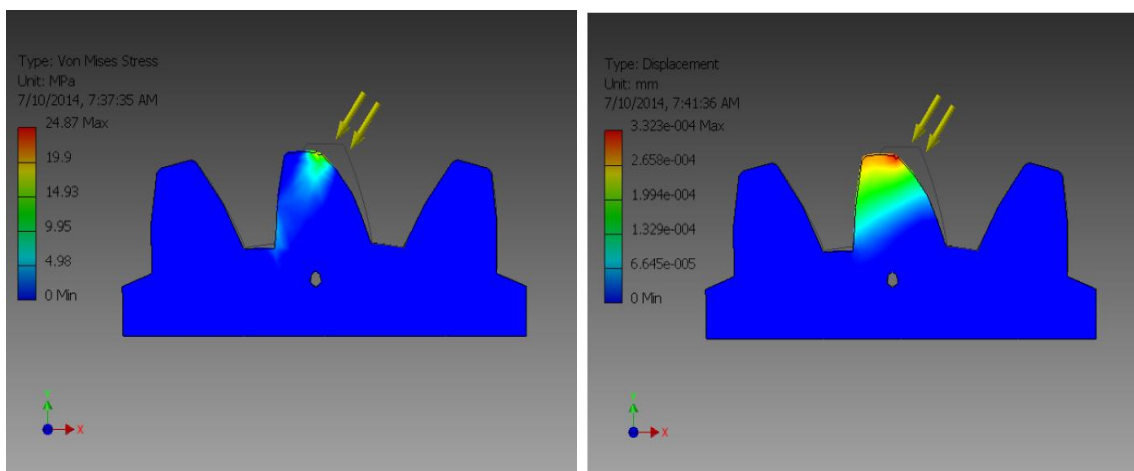 Type: Von Mises Stress
Unit: MPa
7/10/2014, 7:37:35 AM
24.87 Max
19.9
14.93
9.95
4.98
0 Min
X
Type: Displacement
Unit: mm
7/10/2014, 7:41:36 AM
3.323e-004 Max
2.658e-004
1.994e-004
1.329e-004
6.645e-005
0 Min
X